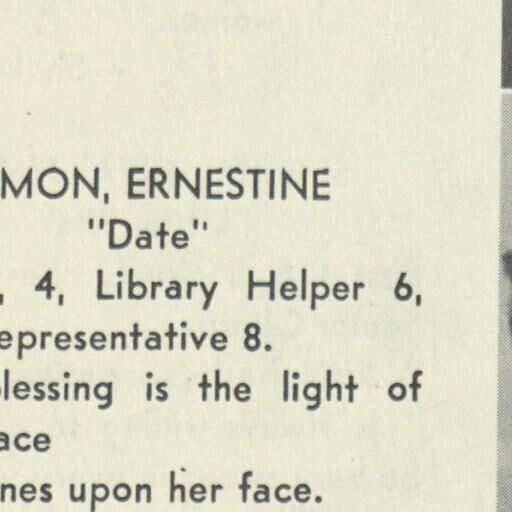 MON, ERNESTINE
"Date"
, 4, Library Helper 6,
epresentative 8.
lessing is the light of
ace
nes upon her face.